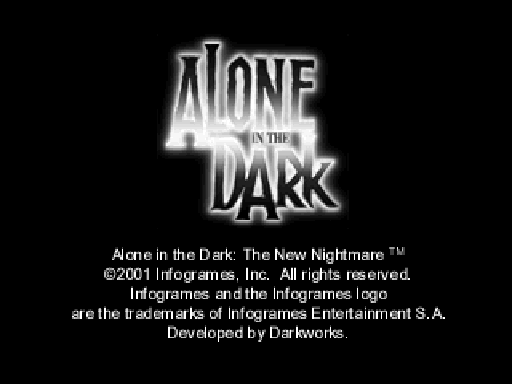 ALONE
IN THE
DARK
Alone in the Dark: The New Nightmare ™
©2001 Infogrames, Inc. All rights reserved.
Infogrames and the Infogrames logo
are the trademarks of Infogrames Entertainment S.A.
Developed by Darkworks.